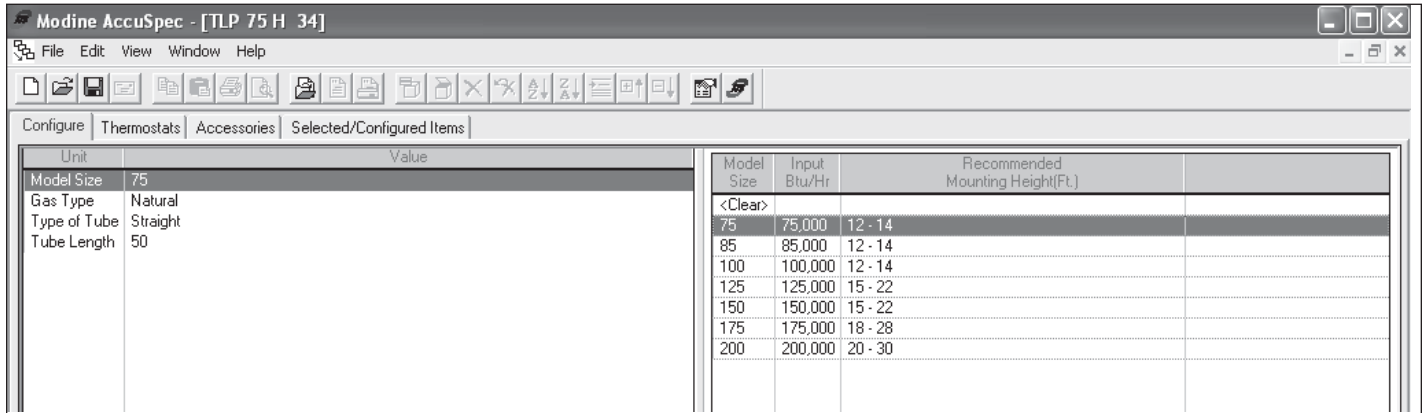 Modine AccuSpec - [TLP 75 H 34]
File Edit View Window Help
Configure Thermostats Accessories Selected/Configured Items
Unit Value
Model Size 75
Gas Type Natural
Type of Tube Straight
Tube Length 50
Model Size Input Btu/Hr Recommended Mounting Height(Ft.)
<Clear>
75 75,000 12 - 14
85 85,000 12 - 14
100 100,000 12 - 14
125 125,000 15 - 22
150 150,000 15 - 22
175 175,000 18 - 28
200 200,000 20 - 30